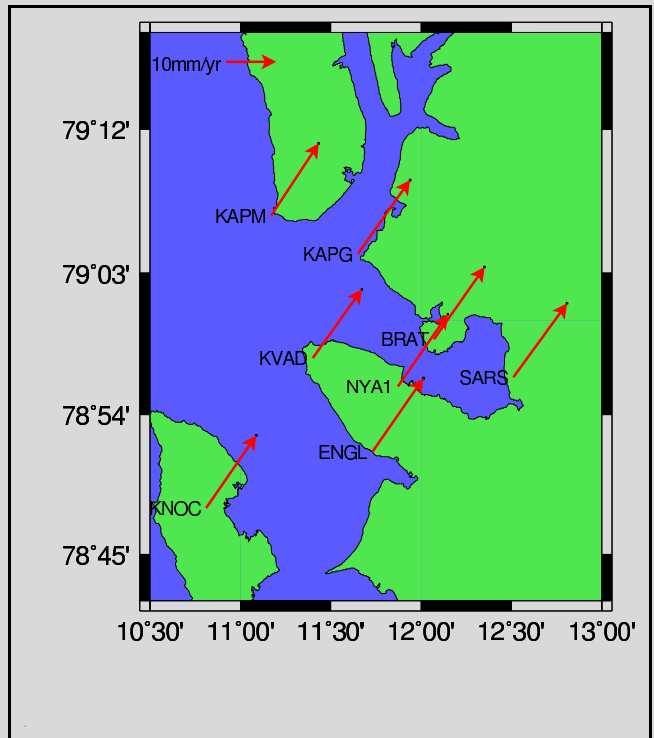 10mm/yr
79°12'
KAPM
KAPG
79°03'
BRAT
KVAD
SARS
NYA1
78°54'
ENGL
KNOC
78°45'
10°30' 11°00' 11°30' 12°00' 12°30' 13°00'